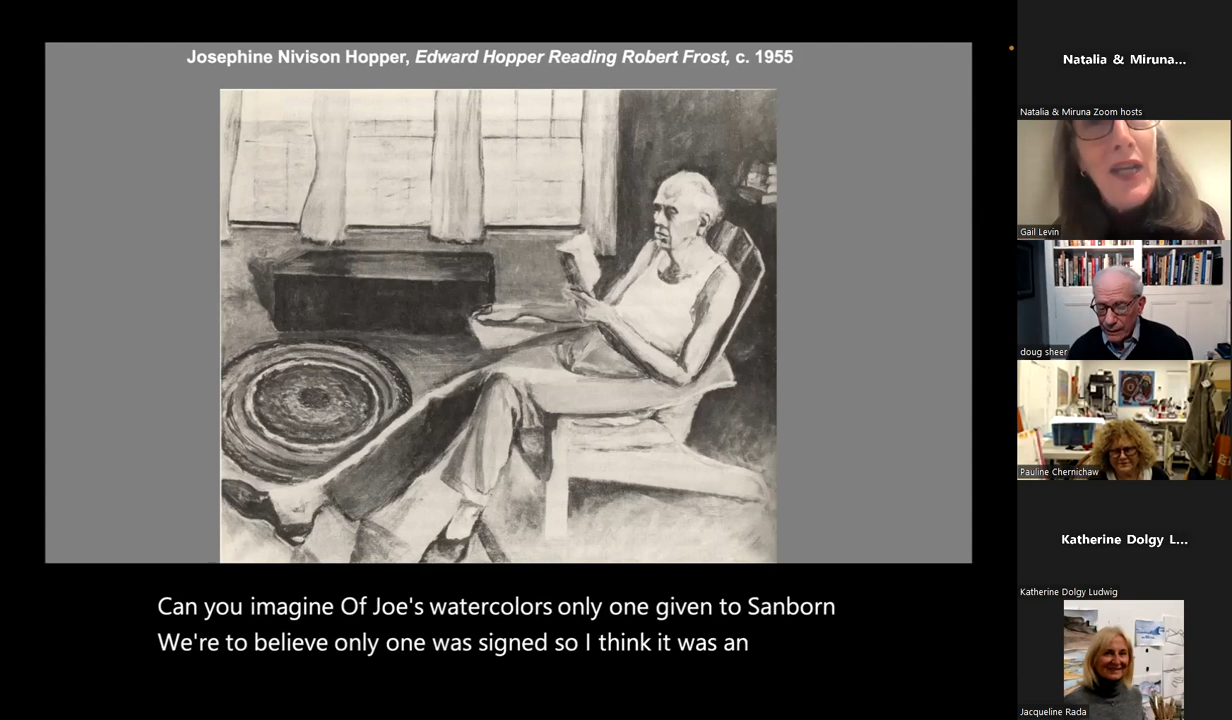 Josephine Nivison Hopper, Edward Hopper Reading Robert Frost, c. 1955
Can you imagine Of Joe's watercolors only one given to Sanborn
We're to believe only one was signed so I think it was an
Natalia & Miruna...
Natalia & Miruna Zoom hosts
Gail Levin
doug sheer
Pauline Chernichaw
Katherine Dolgy L...
Katherine Dolgy Ludwig
Jacqueline Rada